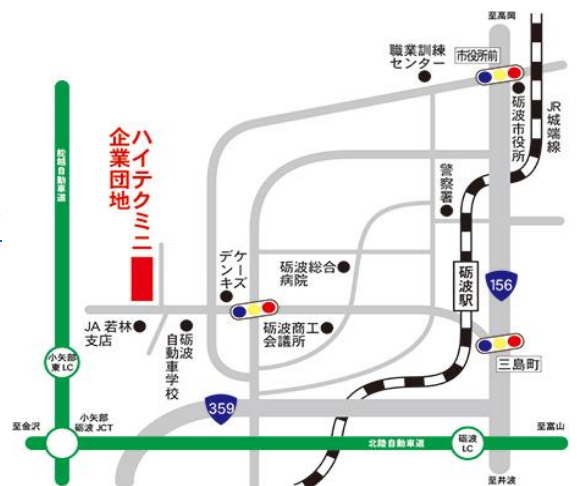 至高岡
職業訓練
センター
市役所前
砺波市役所
JR城端線
能越自動車道
ハイテクミニ
企業団地
警察署
ケーズ
デンキ
砺波総合
病院
砺波駅
156
JA 若林
支店
砺波
自動車学校
砺波商工
会議所
三島町
小矢部
東 I.C
359
小矢部
砺波 JCT
至金沢
北陸自動車道
砺波
I.C
至富山
至井波